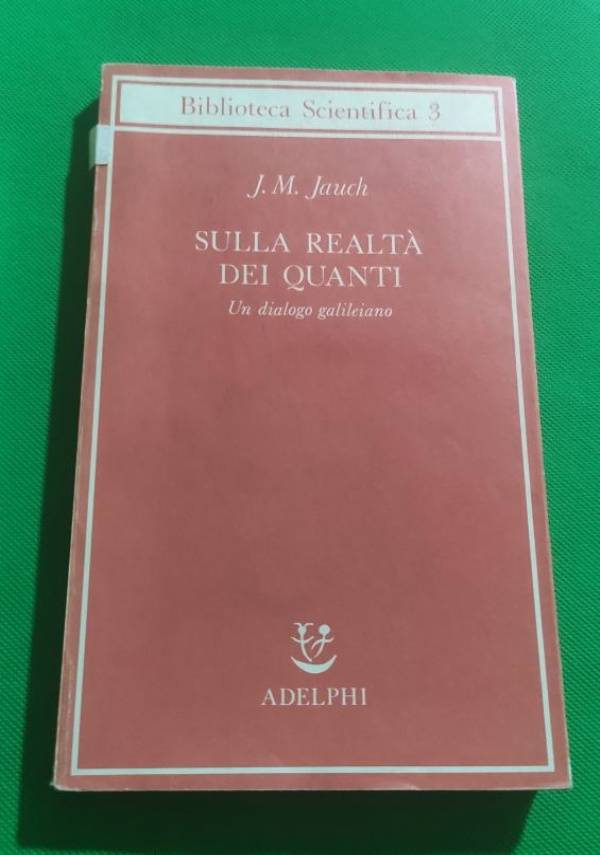 Biblioteca Scientifica 3
J. M. Jauch
SULLA REALTÀ
DEI QUANTI
Un dialogo galileiano
ADELPHI